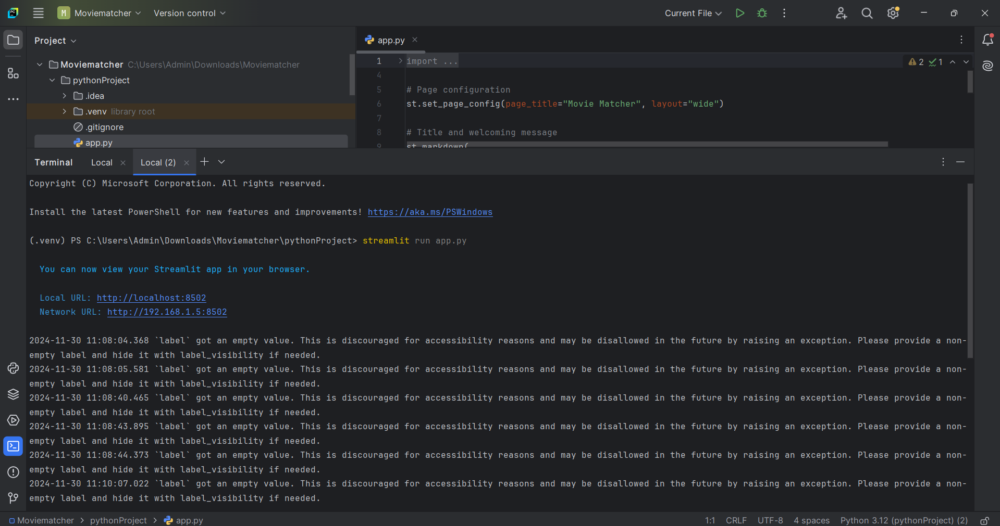 M Moviematcher Version control Current File
Project
app.py
Moviematcher C:\Users\Admin\Downloads\Moviematcher
pythonProject
.idea
.venv library root
.gitignore
app.py
1 import ... 2 1
4
5 # Page configuration
6 st.set_page_config(page_title="Movie Matcher", layout="wide")
7
8 # Title and welcoming message
9 st.markdown(
Terminal Local Local (2)
Copyright (C) Microsoft Corporation. All rights reserved.
Install the latest PowerShell for new features and improvements! https://aka.ms/PSWindows
(.venv) PS C:\Users\Admin\Downloads\Moviematcher\pythonProject> streamlit run app.py
You can now view your Streamlit app in your browser.
Local URL: http://localhost:8502
Network URL: http://192.168.1.5:8502
2024-11-30 11:08:04.368 `label` got an empty value. This is discouraged for accessibility reasons and may be disallowed in the future by raising an exception. Please provide a non-
empty label and hide it with label_visibility if needed.
2024-11-30 11:08:05.581 `label` got an empty value. This is discouraged for accessibility reasons and may be disallowed in the future by raising an exception. Please provide a non-
empty label and hide it with label_visibility if needed.
2024-11-30 11:08:40.465 `label` got an empty value. This is discouraged for accessibility reasons and may be disallowed in the future by raising an exception. Please provide a non-
empty label and hide it with label_visibility if needed.
2024-11-30 11:08:43.895 `label` got an empty value. This is discouraged for accessibility reasons and may be disallowed in the future by raising an exception. Please provide a non-
empty label and hide it with label_visibility if needed.
2024-11-30 11:08:44.373 `label` got an empty value. This is discouraged for accessibility reasons and may be disallowed in the future by raising an exception. Please provide a non-
empty label and hide it with label_visibility if needed.
2024-11-30 11:10:07.022 `label` got an empty value. This is discouraged for accessibility reasons and may be disallowed in the future by raising an exception. Please provide a non-
empty label and hide it with label_visibility if needed.
Moviematcher > pythonProject > app.py 1:1 CRLF UTF-8 4 spaces Python 3.12 (pythonProject) (2)